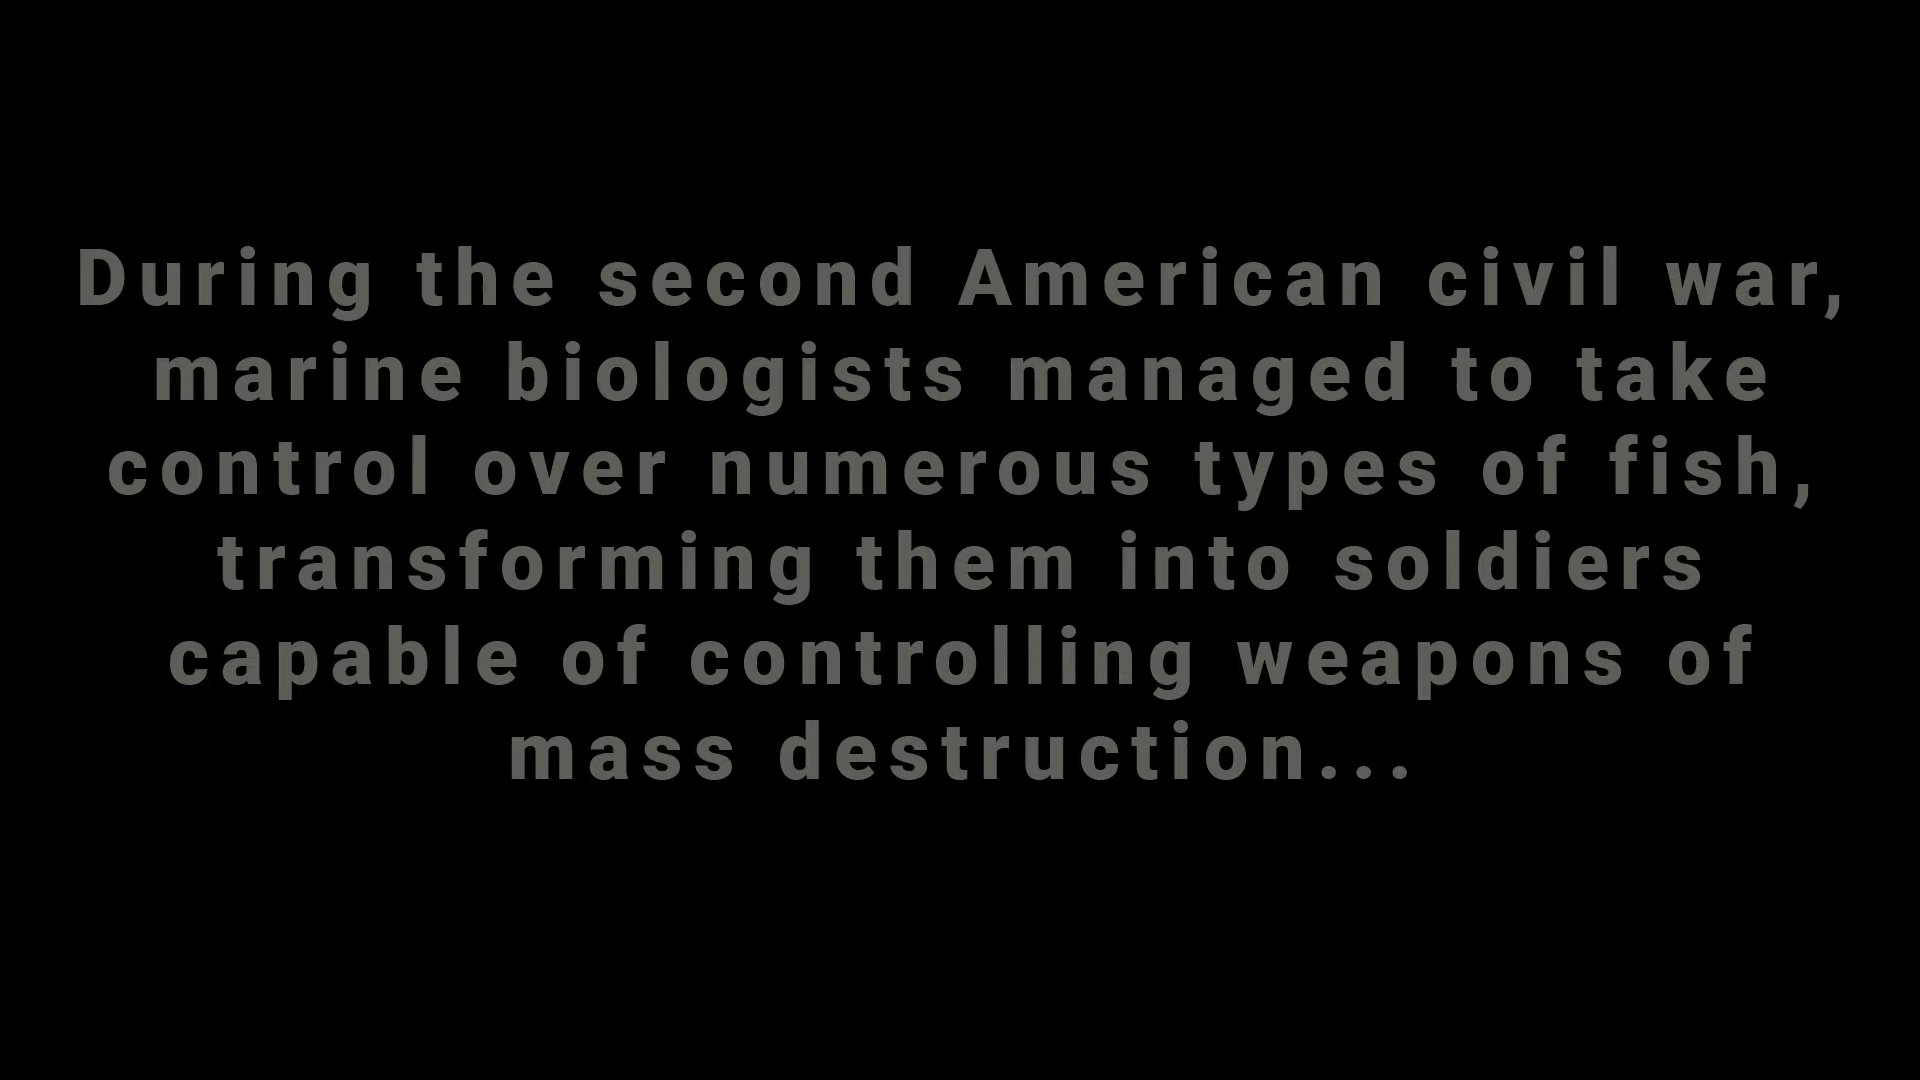 During the second American civil war,
marine biologists managed to take
control over numerous types of fish,
transforming them into soldiers
capable of controlling weapons of
mass destruction...